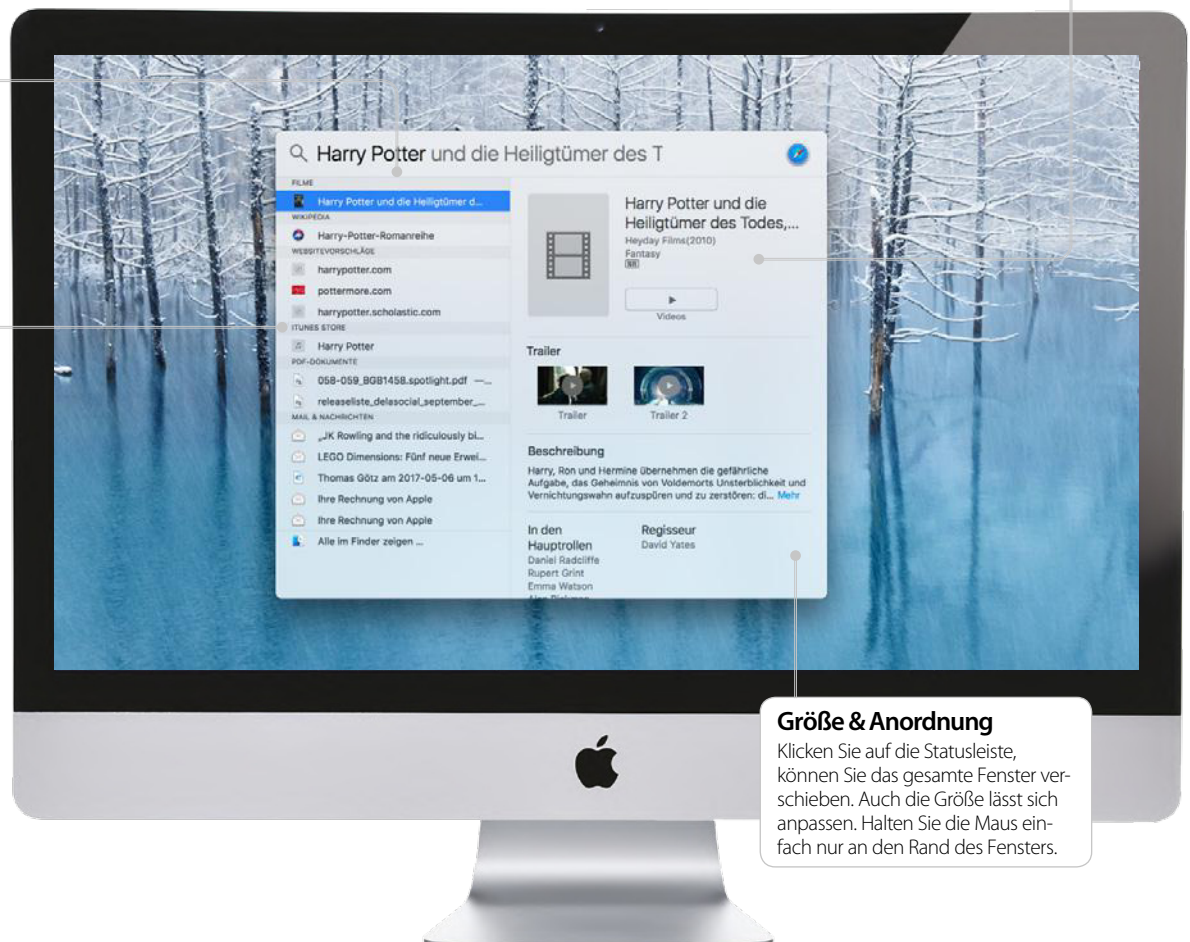 Harry Potter und die Heiligtümer des T
FILME
Harry Potter und die Heiligtümer d...
WIKIPEDIA
Harry-Potter-Romanreihe
WEBSITEVORSCHLÄGE
harrypotter.com
pottermore.com
harrypotter.scholastic.com
ITUNES STORE
Harry Potter
PDF-DOKUMENTE
058-059_BGB1458.spotlight.pdf —...
releaseliste_delasocial_september_...
MAIL & NACHRICHTEN
„JK Rowling and the ridiculously bi...
LEGO Dimensions: Fünf neue Erwei...
Thomas Götz am 2017-05-06 um 1...
Ihre Rechnung von Apple
Ihre Rechnung von Apple
Alle im Finder zeigen ...
Harry Potter und die
Heiligtümer des Todes,...
Heyday Films(2010)
Fantasy
NR
Videos
Trailer
Trailer
Trailer 2
Beschreibung
Harry, Ron und Hermine übernehmen die gefährliche
Aufgabe, das Geheimnis von Voldemorts Unsterblichkeit und
Vernichtungswahn aufzuspüren und zu zerstören: di... Mehr
In den
Hauptrollen
Daniel Radcliffe
Rupert Grint
Emma Watson
Alan Rickman
Regisseur
David Yates
Größe & Anordnung
Klicken Sie auf die Statusleiste,
können Sie das gesamte Fenster ver-
schieben. Auch die Größe lässt sich
anpassen. Halten Sie die Maus ein-
fach nur an den Rand des Fensters.